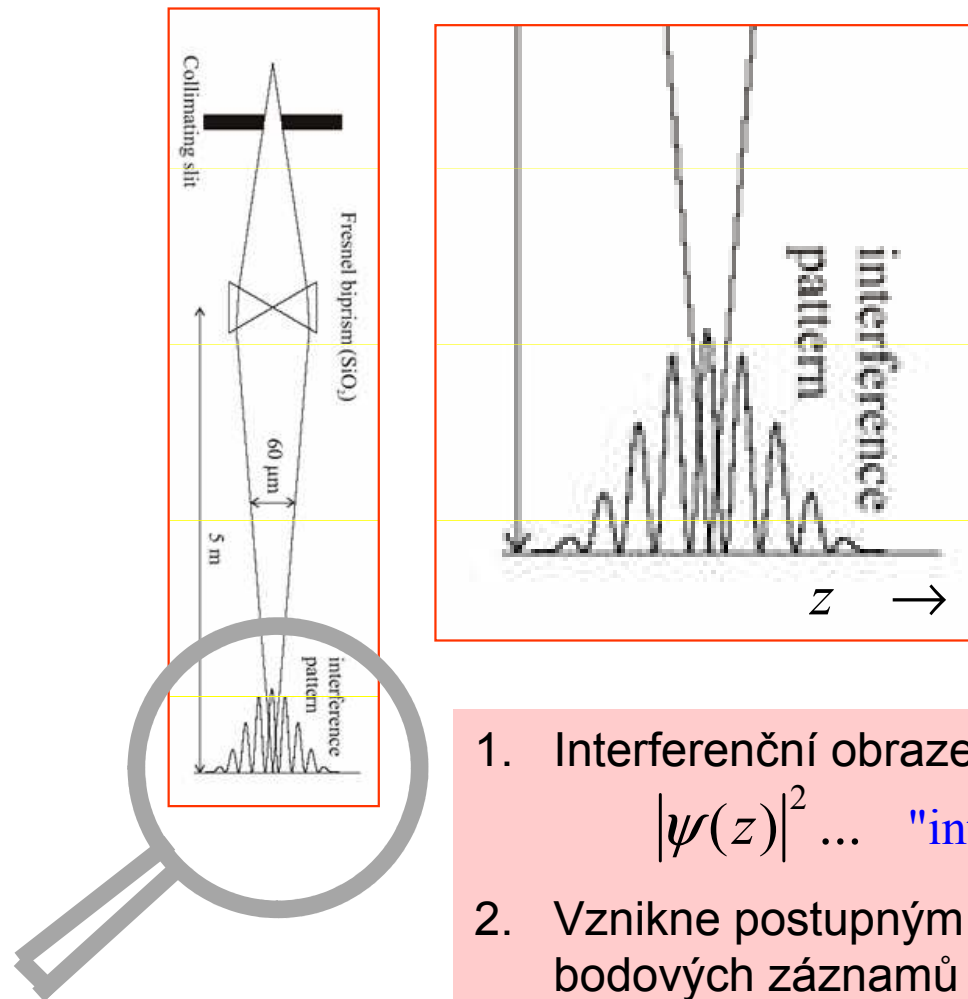 Collimating slit
Fresnel biprism (SiO₂)
60 μm
5 m
interference
pattern
interference
pattern
z →
1. Interferenční obraze
|ψ(z)|² ... "in
2. Vznikne postupným
bodových záznamů